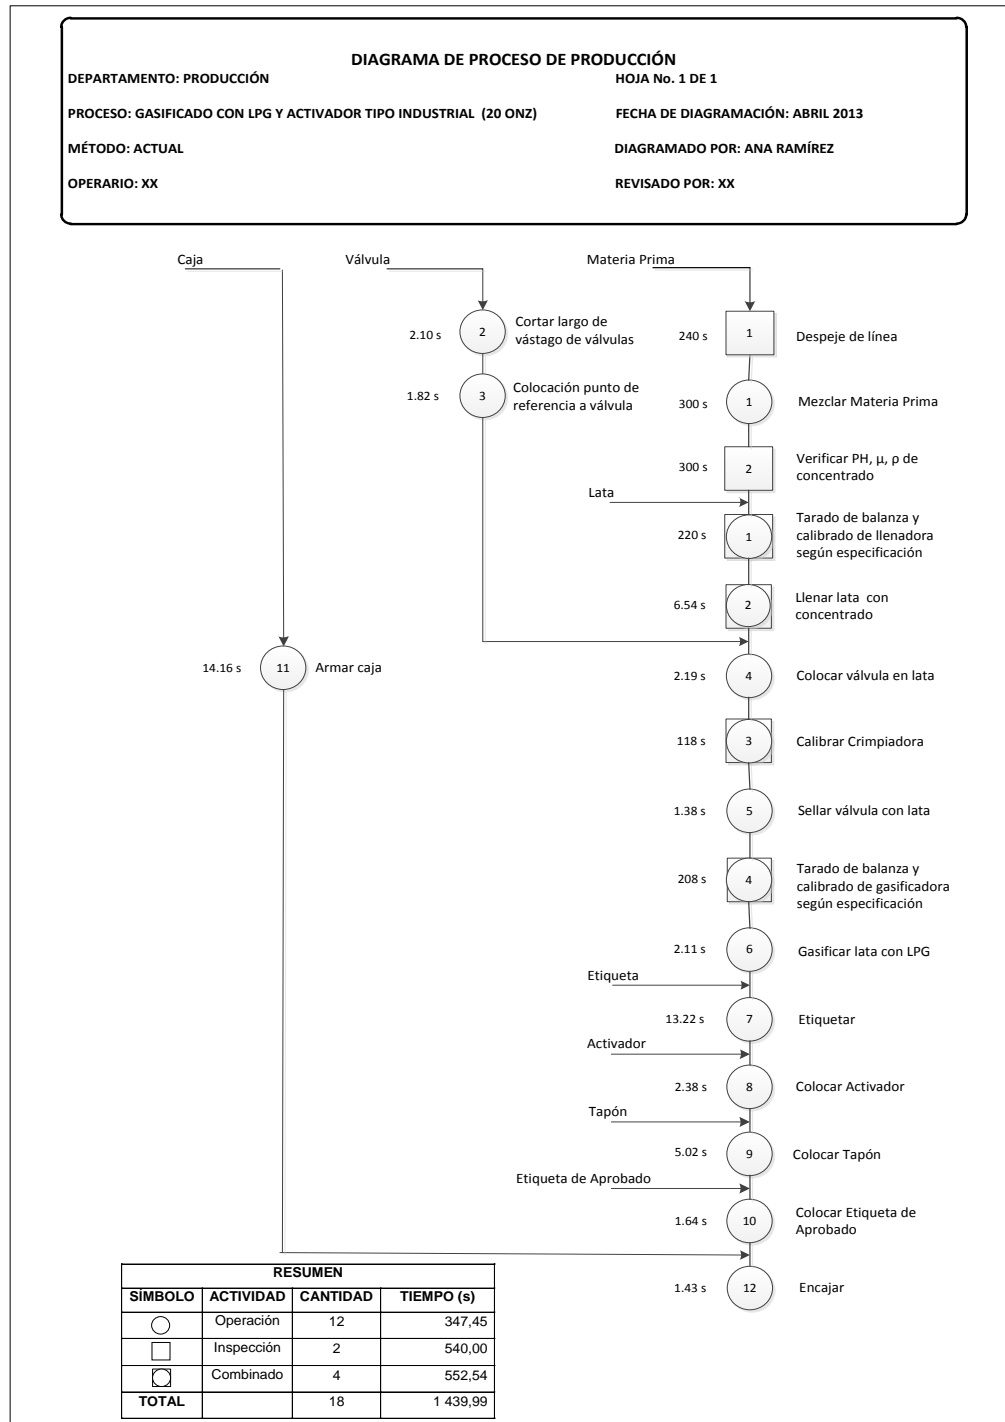 DIAGRAMA DE PROCESO DE PRODUCCIÓN
DEPARTAMENTO: PRODUCCIÓN
HOJA No. 1 DE 1
PROCESO: GASIFICADO CON LPG Y ACTIVADOR TIPO INDUSTRIAL (20 ONZ)
FECHA DE DIAGRAMACIÓN: ABRIL 2013
MÉTODO: ACTUAL
DIAGRAMADO POR: ANA RAMÍREZ
OPERARIO: XX
REVISADO POR: XX
Caja
Válvula
Materia Prima
2.10 s
2
Cortar largo de
vástago de válvulas
240 s
1
Despeje de línea
1.82 s
3
Colocación punto de
referencia a válvula
300 s
1
Mezclar Materia Prima
300 s
2
Verificar PH, μ, ρ de
concentrado
Lata
220 s
1
Tarado de balanza y
calibrado de llenadora
según especificación
6.54 s
2
Llenar lata con
concentrado
14.16 s
11
Armar caja
2.19 s
4
Colocar válvula en lata
118 s
3
Calibrar Crimpiadora
1.38 s
5
Sellar válvula con lata
208 s
4
Tarado de balanza y
calibrado de gasificadora
según especificación
2.11 s
6
Gasificar lata con LPG
Etiqueta
13.22 s
7
Etiquetar
Activador
2.38 s
8
Colocar Activador
Tapón
5.02 s
9
Colocar Tapón
Etiqueta de Aprobado
1.64 s
10
Colocar Etiqueta de
Aprobado
1.43 s
12
Encajar
RESUMEN
SÍMBOLO ACTIVIDAD CANTIDAD TIEMPO (s)
Operación 12 347,45
Inspección 2 540,00
Combinado 4 552,54
TOTAL 18 1 439,99